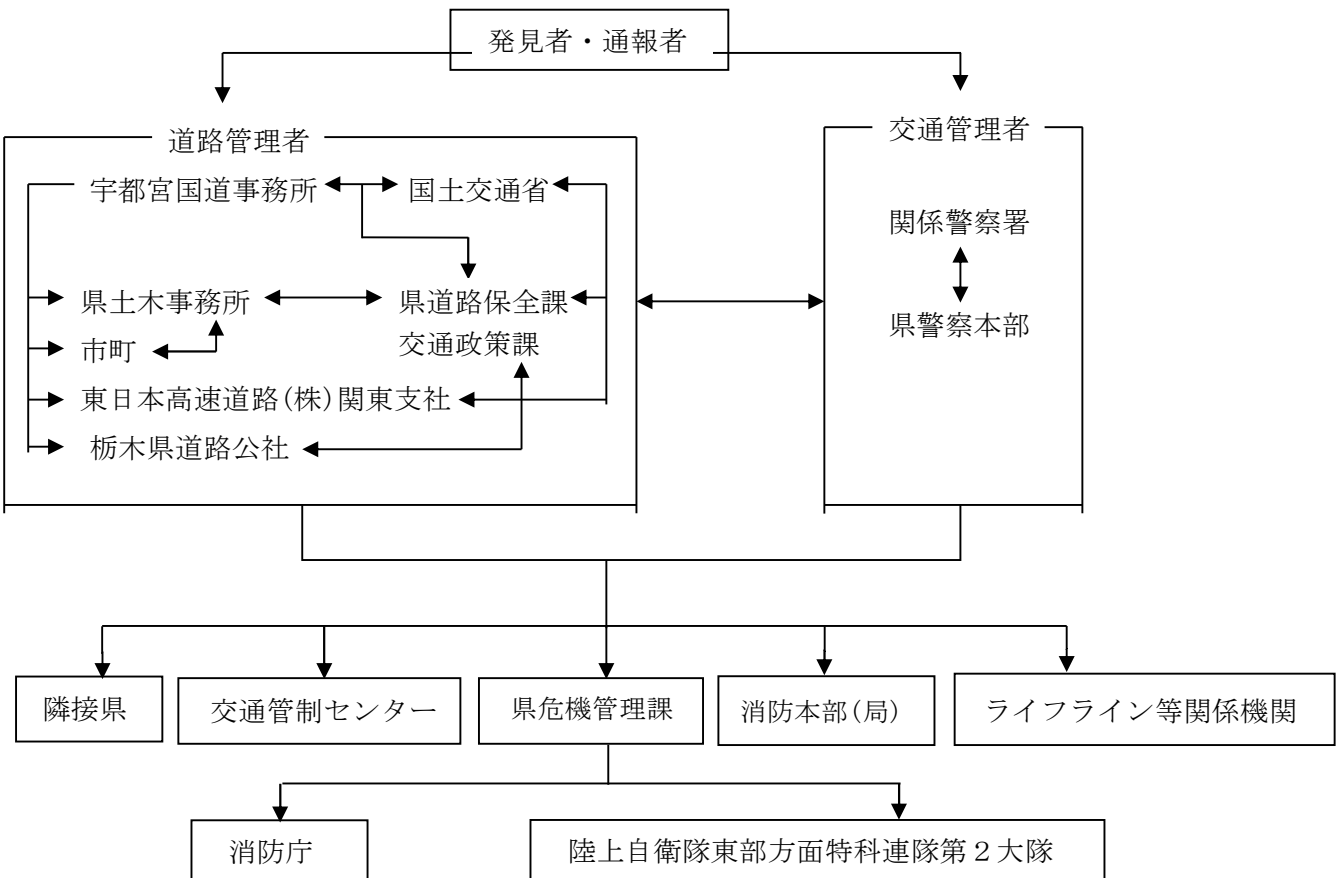 発見者・通報者
道路管理者
交通管理者
宇都宮国道事務所
国土交通省
関係警察署
県土木事務所
県道路保全課
県警察本部
市町
交通政策課
東日本高速道路(株)関東支社
栃木県道路公社
隣接県
交通管制センター
県危機管理課
消防本部(局)
ライフライン等関係機関
消防庁
陸上自衛隊東部方面特科連隊第２大隊